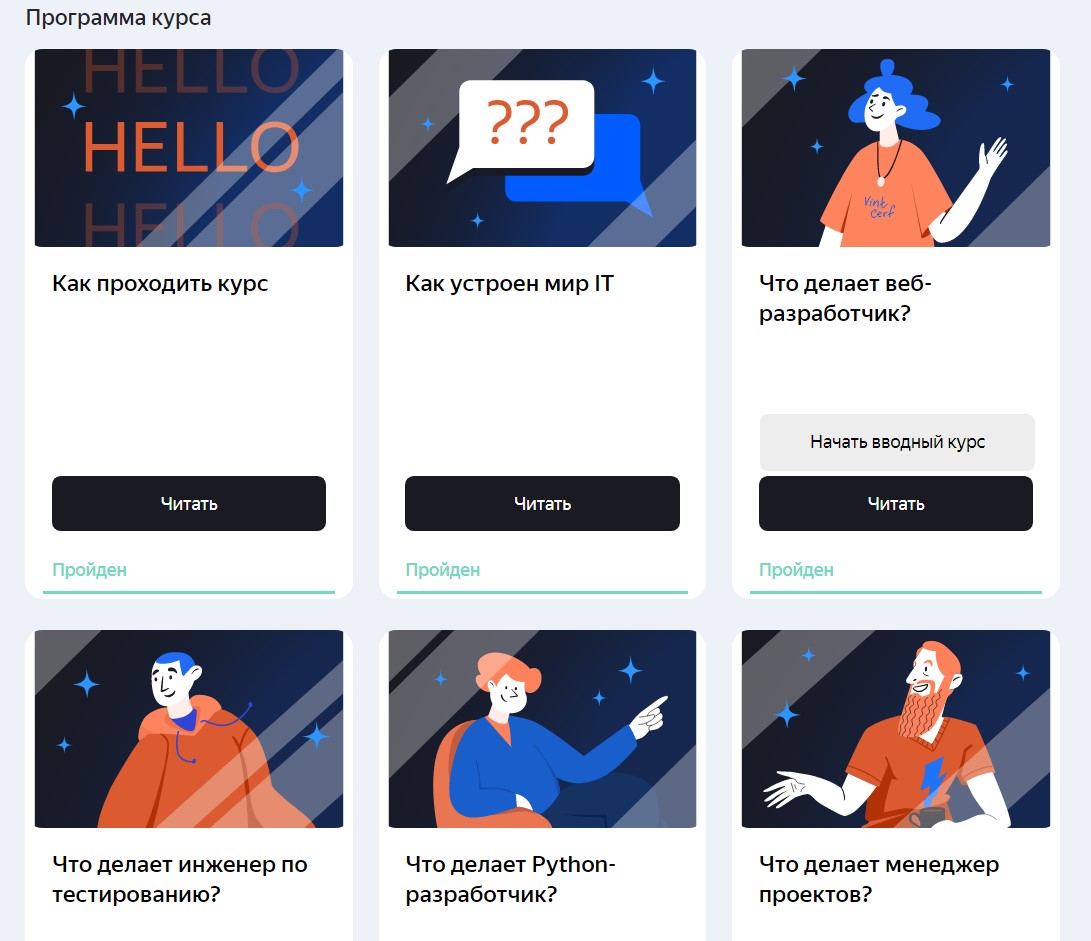 Программа курса
HELLO
HELLO
HELLO
???
Vint
Cerf
Как проходить курс
Как устроен мир IT
Что делает веб-
разработчик?
Начать вводный курс
Читать
Читать
Читать
Пройден
Пройден
Пройден
Что делает инженер по
тестированию?
Что делает Python-
разработчик?
Что делает менеджер
проектов?